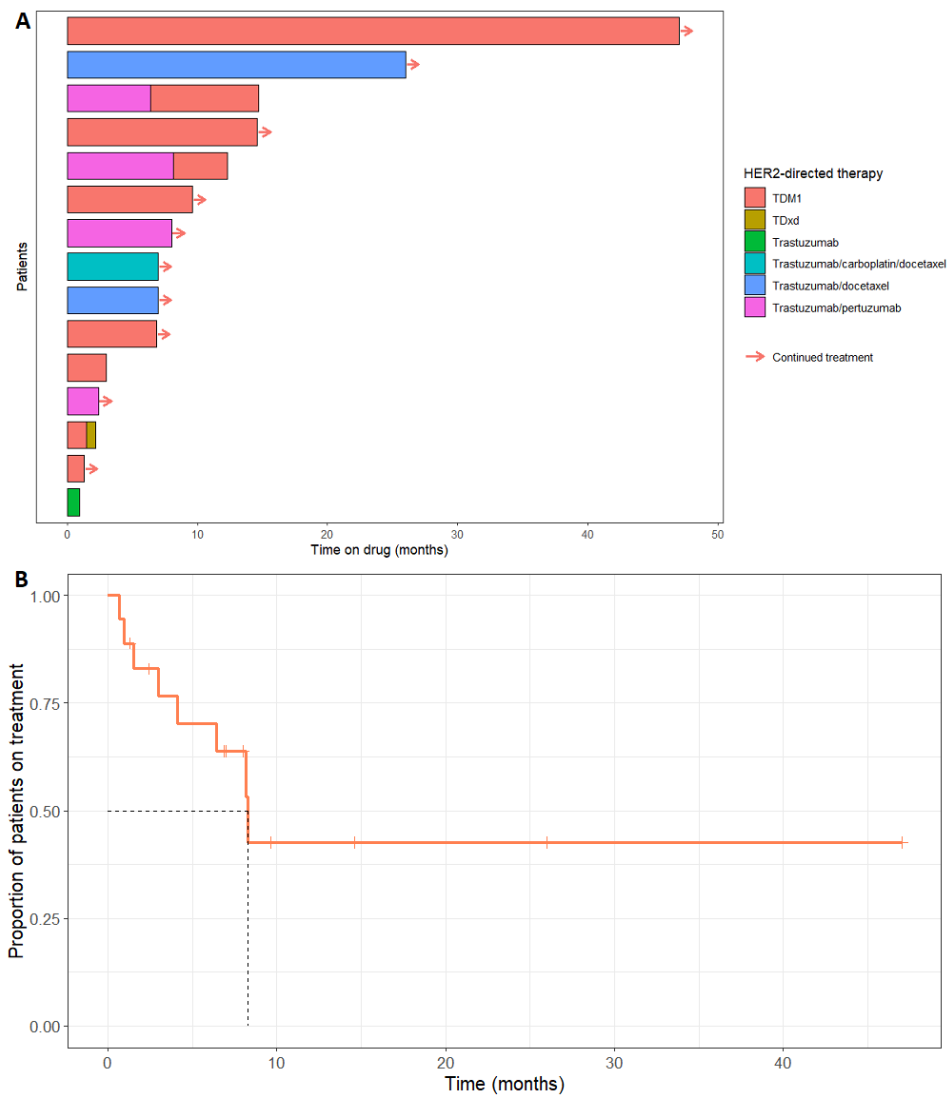 A
Patients
0 10 20 30 40 50
Time on drug (months)
HER2-directed therapy
TDM1
TDxd
Trastuzumab
Trastuzumab/carboplatin/docetaxel
Trastuzumab/docetaxel
Trastuzumab/pertuzumab
Continued treatment
B
Proportion of patients on treatment
1.00
0.75
0.50
0.25
0.00
0 10 20 30 40
Time (months)